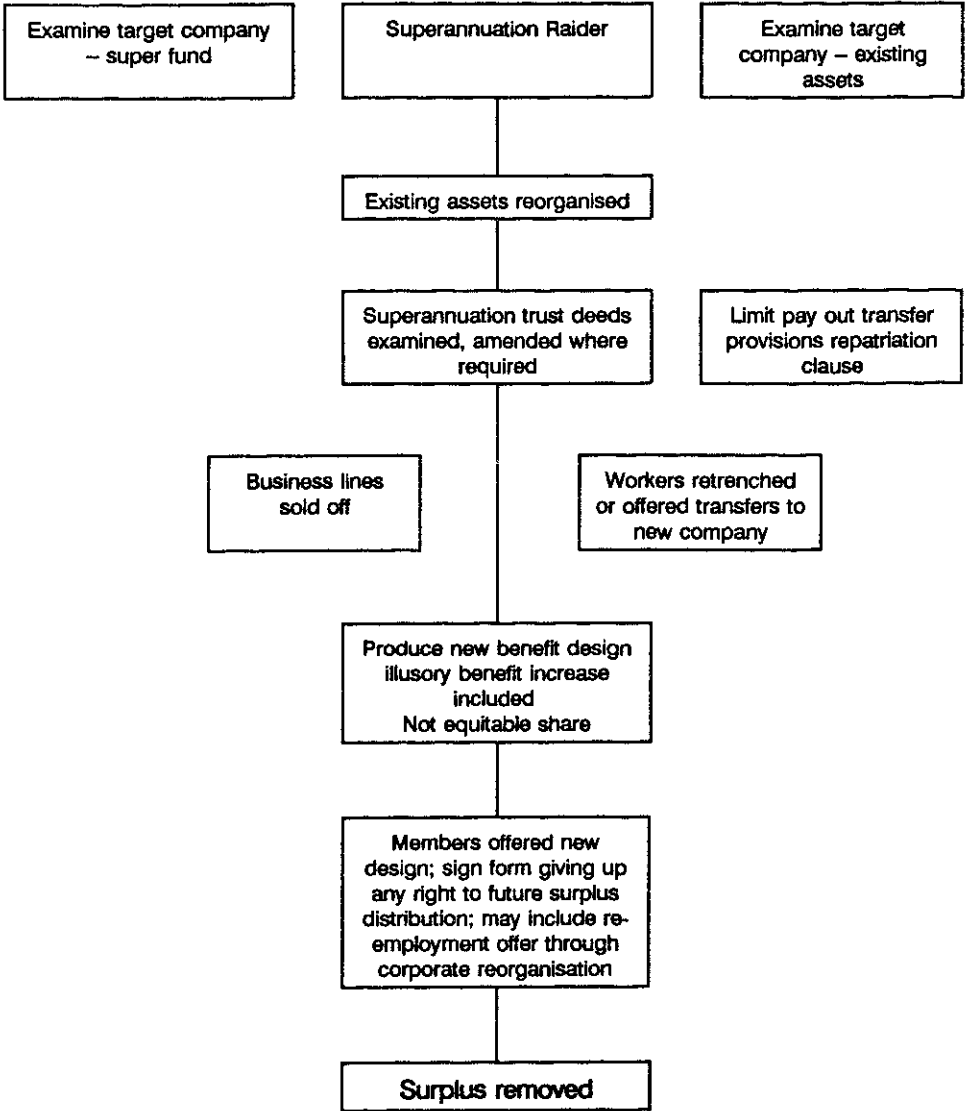 Examine target company
– super fund
Superannuation Raider
Examine target
company – existing
assets
Existing assets reorganised
Superannuation trust deeds
examined, amended where
required
Limit pay out transfer
provisions repatriation
clause
Business lines
sold off
Workers retrenched
or offered transfers to
new company
Produce new benefit design
illusory benefit increase
included
Not equitable share
Members offered new
design; sign form giving up
any right to future surplus
distribution; may include re-
employment offer through
corporate reorganisation
Surplus removed